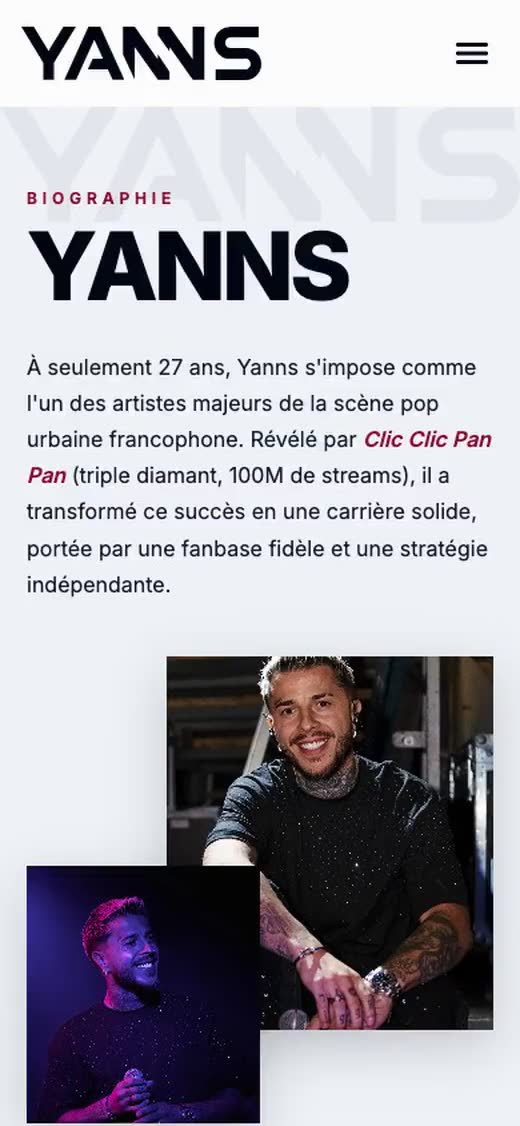 YANNS
YANNS
BIOGRAPHIE
YANNS
À seulement 27 ans, Yanns s'impose comme
l'un des artistes majeurs de la scène pop
urbaine francophone. Révélé par Clic Clic Pan
Pan (triple diamant, 100M de streams), il a
transformé ce succès en une carrière solide,
portée par une fanbase fidèle et une stratégie
indépendante.